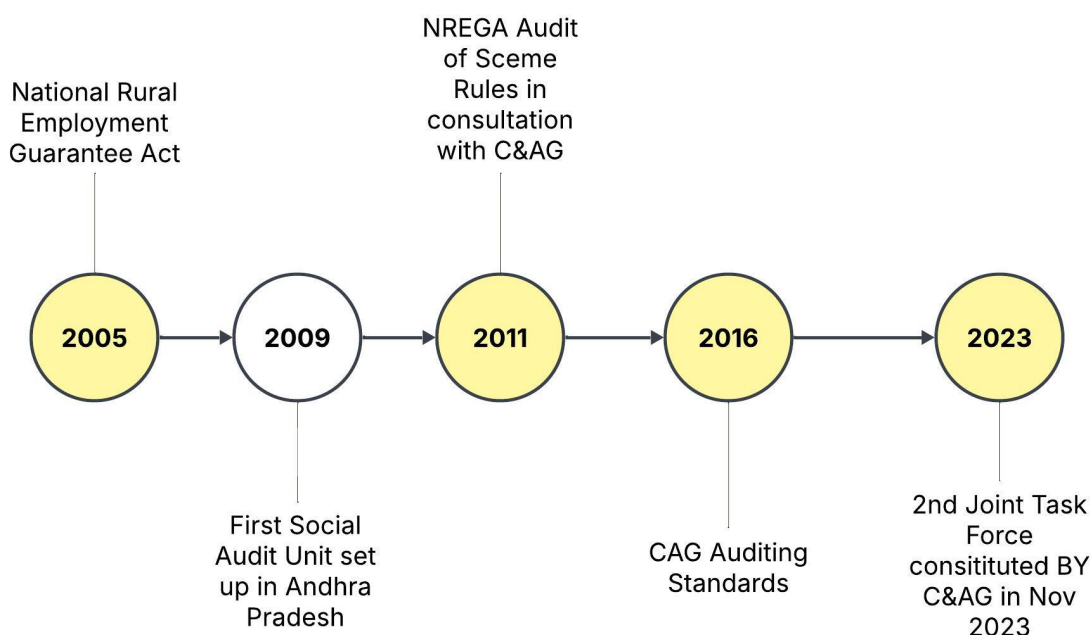 National Rural
Employment
Guarantee Act
2005
2009
First Social
Audit Unit set
up in Andhra
Pradesh
NREGA Audit
of Sceme
Rules in
consultation
with C&AG
2011
2016
CAG Auditing
Standards
2023
2nd Joint Task
Force
consitituted BY
C&AG in Nov
2023